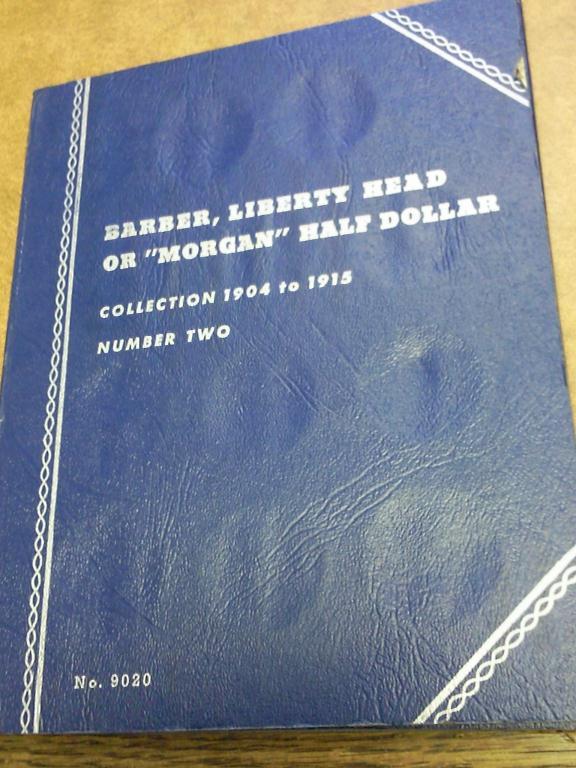 BARBER, LIBERTY HEAD
OR "MORGAN" HALF DOLLAR
COLLECTION 1904 to 1915
NUMBER TWO
No. 9020